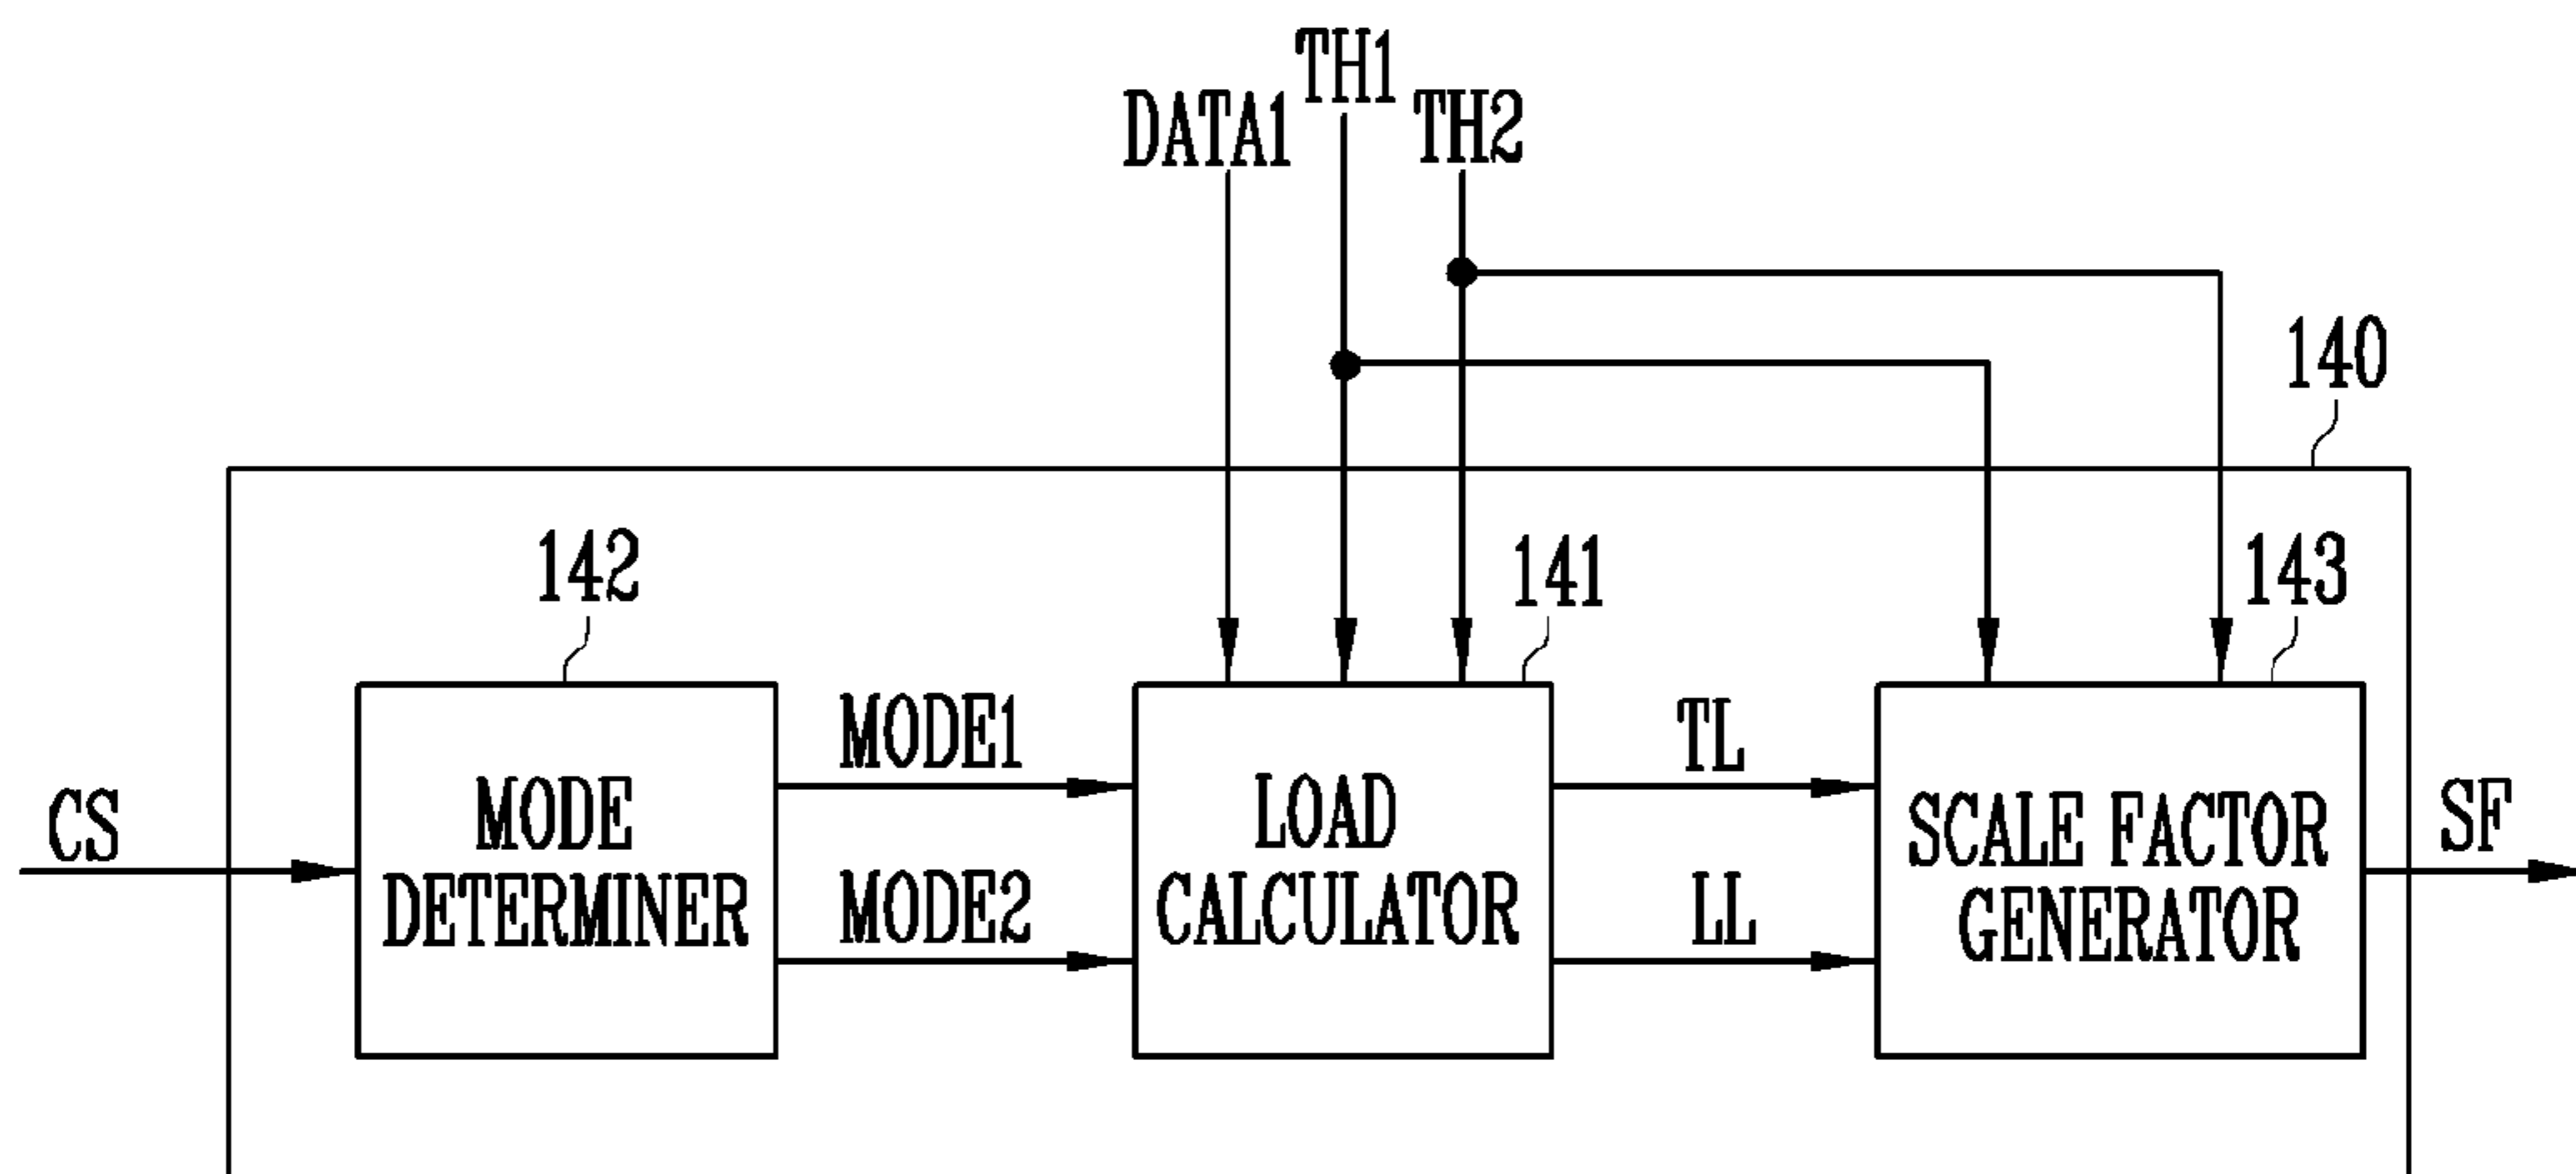 TH1
DATA1
TH2
140
142
141
143
MODE1
TL
CS
MODE
DETERMINER
LOAD
CALCULATOR
SCALE FACTOR
GENERATOR
SF
MODE2
LL